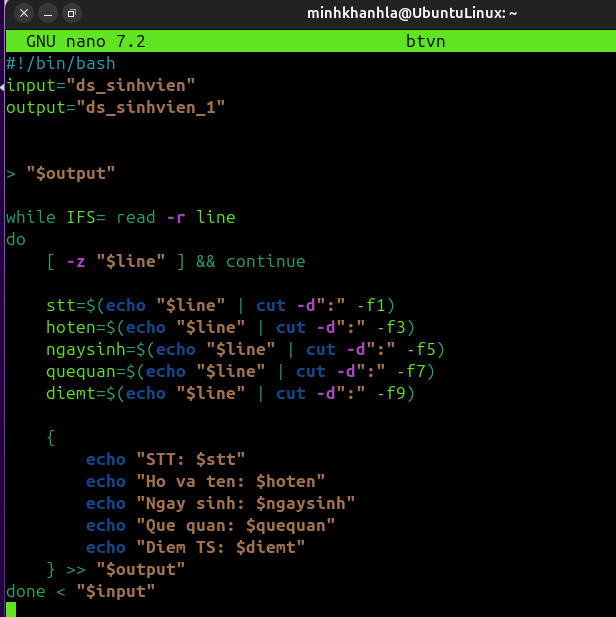 minhkhanhla@UbuntuLinux: ~
GNU nano 7.2 btvn
#!/bin/bash
input="ds_sinhvien"
output="ds_sinhvien_1"
> "$output"
while IFS= read -r line
do
    [ -z "$line" ] && continue
    stt=$(echo "$line" | cut -d":" -f1)
    hoten=$(echo "$line" | cut -d":" -f3)
    ngaysinh=$(echo "$line" | cut -d":" -f5)
    quequan=$(echo "$line" | cut -d":" -f7)
    diemt=$(echo "$line" | cut -d":" -f9)
    {
        echo "STT: $stt"
        echo "Ho va ten: $hoten"
        echo "Ngay sinh: $ngaysinh"
        echo "Que quan: $quequan"
        echo "Diem TS: $diemt"
    } >> "$output"
done < "$input"